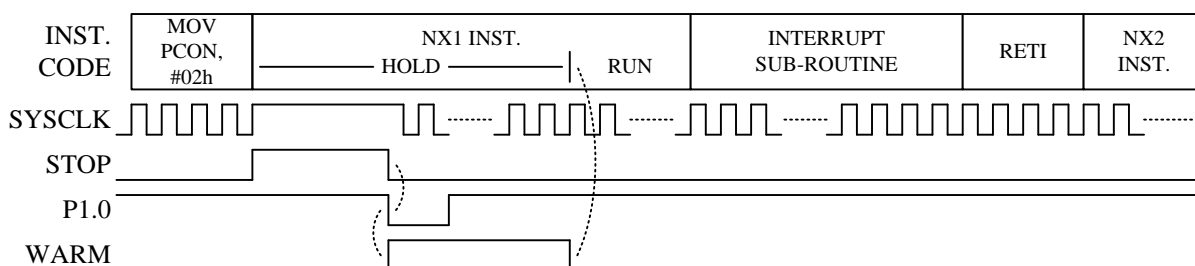 INST.
CODE
MOV
PCON,
#02h
NX1 INST.
HOLD
RUN
INTERRUPT
SUB-ROUTINE
RETI
NX2
INST.
SYSCLK
STOP
P1.0
WARM